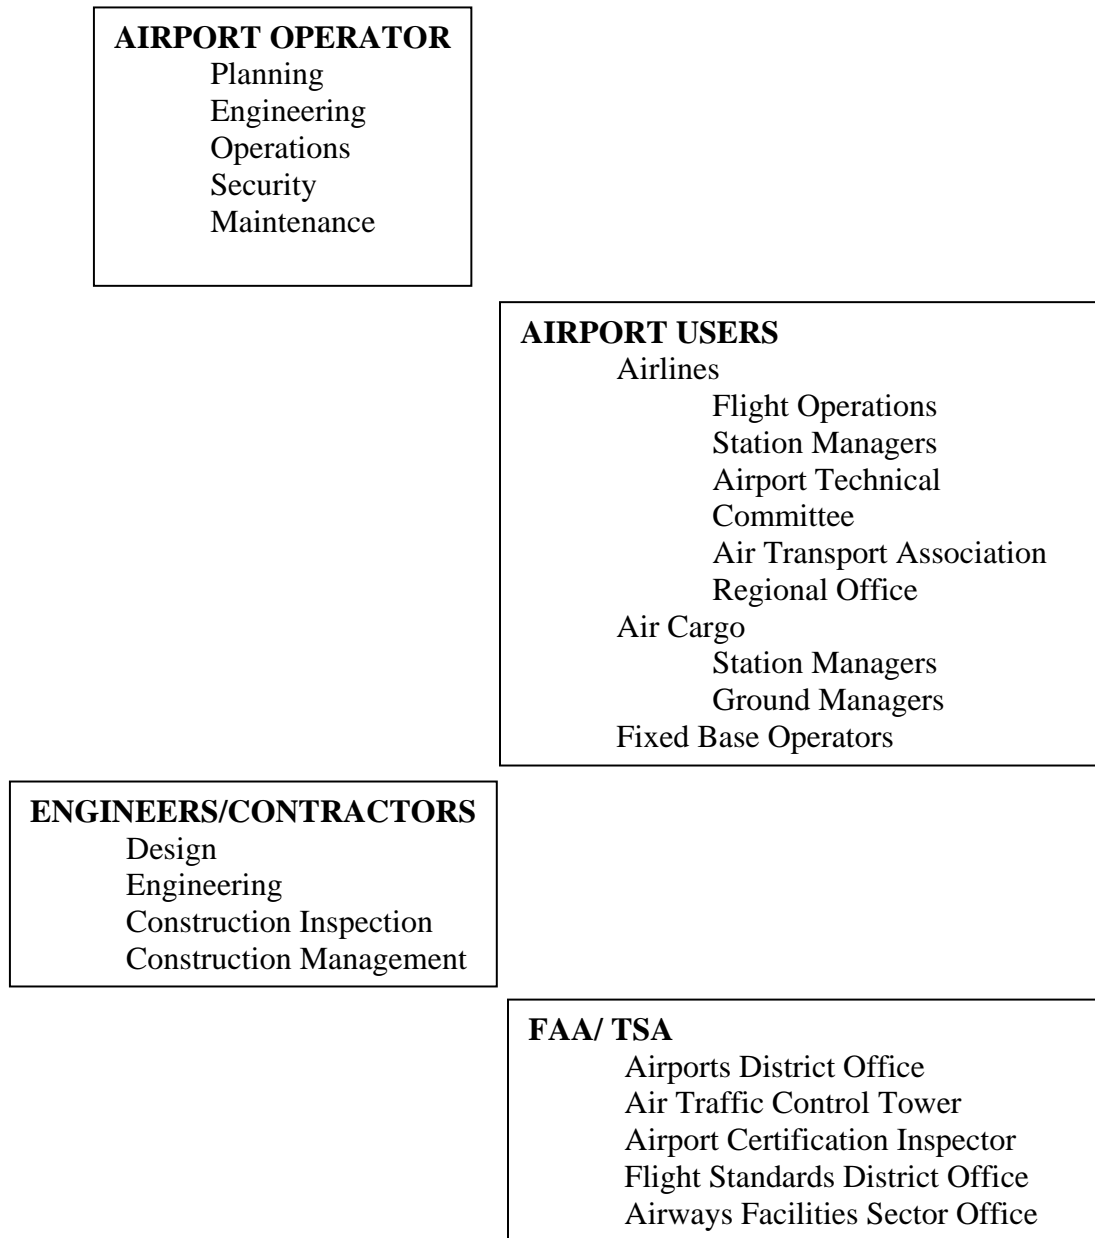 AIRPORT OPERATOR
Planning
Engineering
Operations
Security
Maintenance
AIRPORT USERS
Airlines
Flight Operations
Station Managers
Airport Technical
Committee
Air Transport Association
Regional Office
Air Cargo
Station Managers
Ground Managers
Fixed Base Operators
ENGINEERS/CONTRACTORS
Design
Engineering
Construction Inspection
Construction Management
FAA/ TSA
Airports District Office
Air Traffic Control Tower
Airport Certification Inspector
Flight Standards District Office
Airways Facilities Sector Office